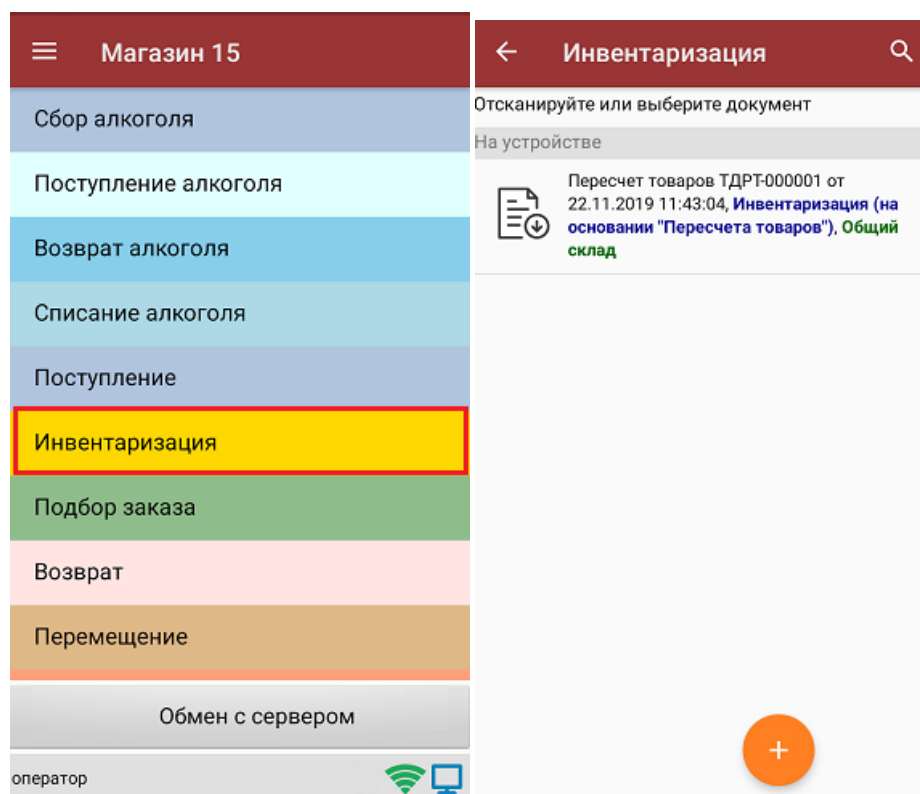 Магазин 15
Сбор алкоголя
Поступление алкоголя
Возврат алкоголя
Списание алкоголя
Поступление
Инвентаризация
Подбор заказа
Возврат
Перемещение
Обмен с сервером
оператор
Инвентаризация
Отсканируйте или выберите документ
На устройстве
Пересчет товаров ТДРТ-000001 от
22.11.2019 11:43:04, Инвентаризация (на
основании "Пересчета товаров"), Общий
склад
+